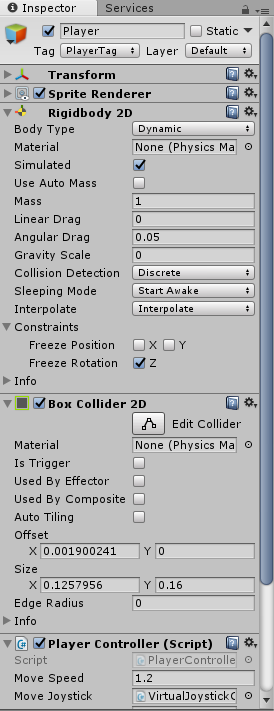 Inspector Services
Player Static
Tag PlayerTag Layer Default
Transform
Sprite Renderer
Rigidbody 2D
Body Type Dynamic
Material None (Physics Ma
Simulated
Use Auto Mass
Mass 1
Linear Drag 0
Angular Drag 0.05
Gravity Scale 0
Collision Detection Discrete
Sleeping Mode Start Awake
Interpolate Interpolate
Constraints
Freeze Position X Y
Freeze Rotation Z
Info
Box Collider 2D
Edit Collider
Material None (Physics Ma
Is Trigger
Used By Effector
Used By Composite
Auto Tiling
Offset
X 0.001900241 Y 0
Size
X 0.1257956 Y 0.16
Edge Radius 0
Info
Player Controller (Script)
Script PlayerControlle
Move Speed 1.2
Move Joystick VirtualJoystickC